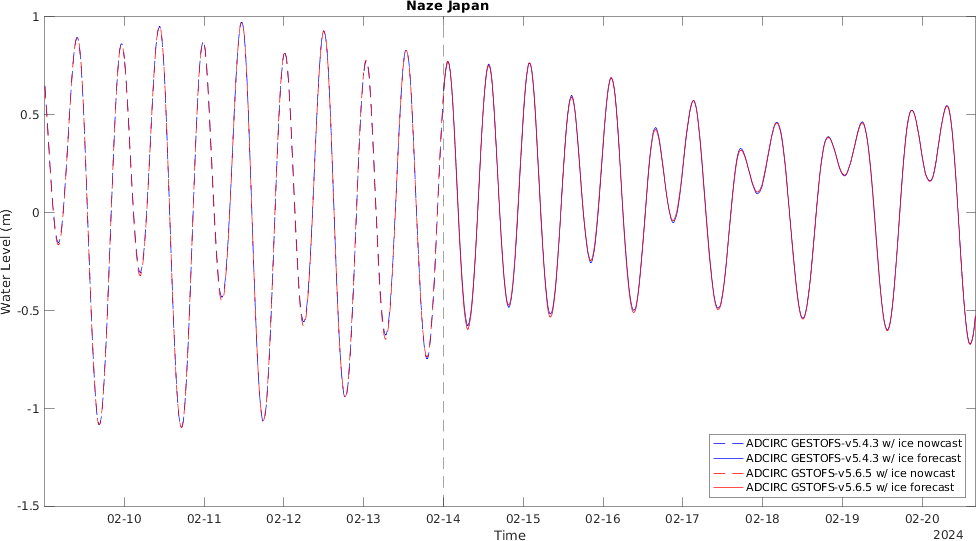 Naze Japan
1
0.5
0
-0.5
-1
-1.5
Water Level (m)
02-10 02-11 02-12 02-13 02-14 02-15 02-16 02-17 02-18 02-19 02-20
Time
2024
ADCIRC GESTOFS-v5.4.3 w/ ice nowcast
ADCIRC GESTOFS-v5.4.3 w/ ice forecast
ADCIRC GSTOFS-v5.6.5 w/ ice nowcast
ADCIRC GSTOFS-v5.6.5 w/ ice forecast